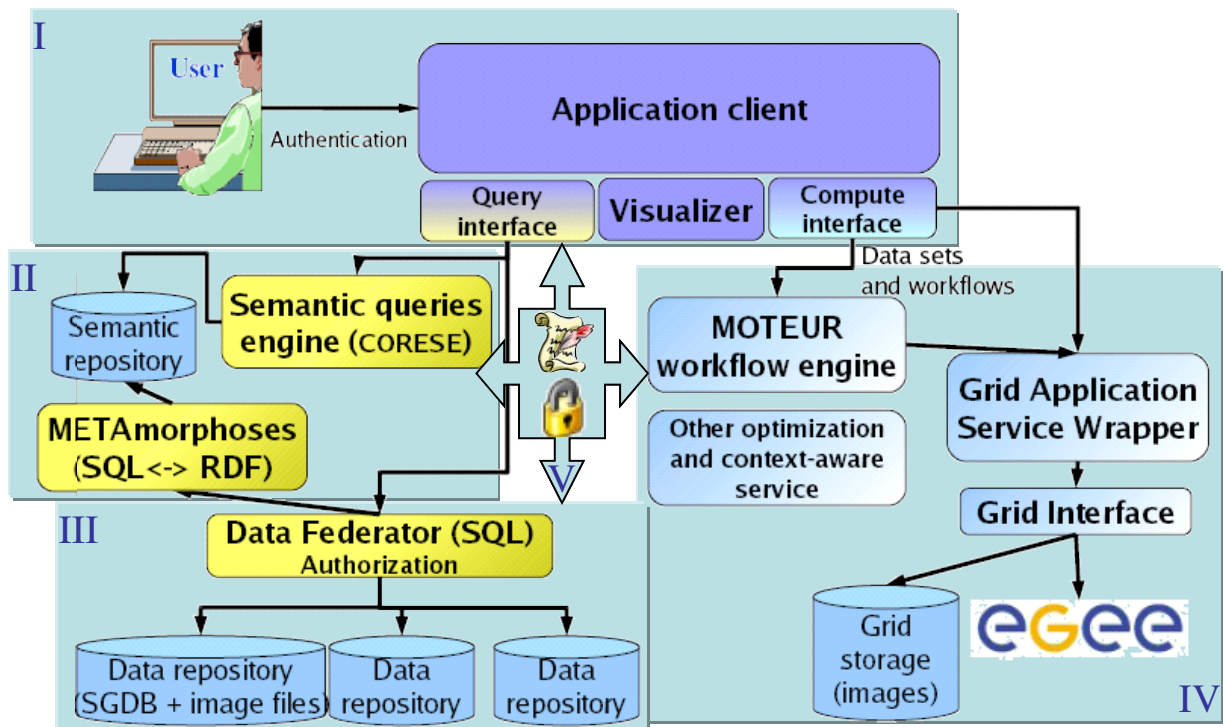 I
User
Authentication
Application client
Query
interface
Visualizer
Compute
interface
Data sets
and workflows
II
Semantic
repository
Semantic queries
engine (CORESE)
METAmorphoses
(SQL<-> RDF)
V
MOTEUR
workflow engine
Other optimization
and context-aware
service
Grid Application
Service Wrapper
Grid Interface
III
Data Federator (SQL)
Authorization
Data repository
(SGDB + image files)
Data
repository
Data
repository
Grid
storage
(images)
eGee
IV